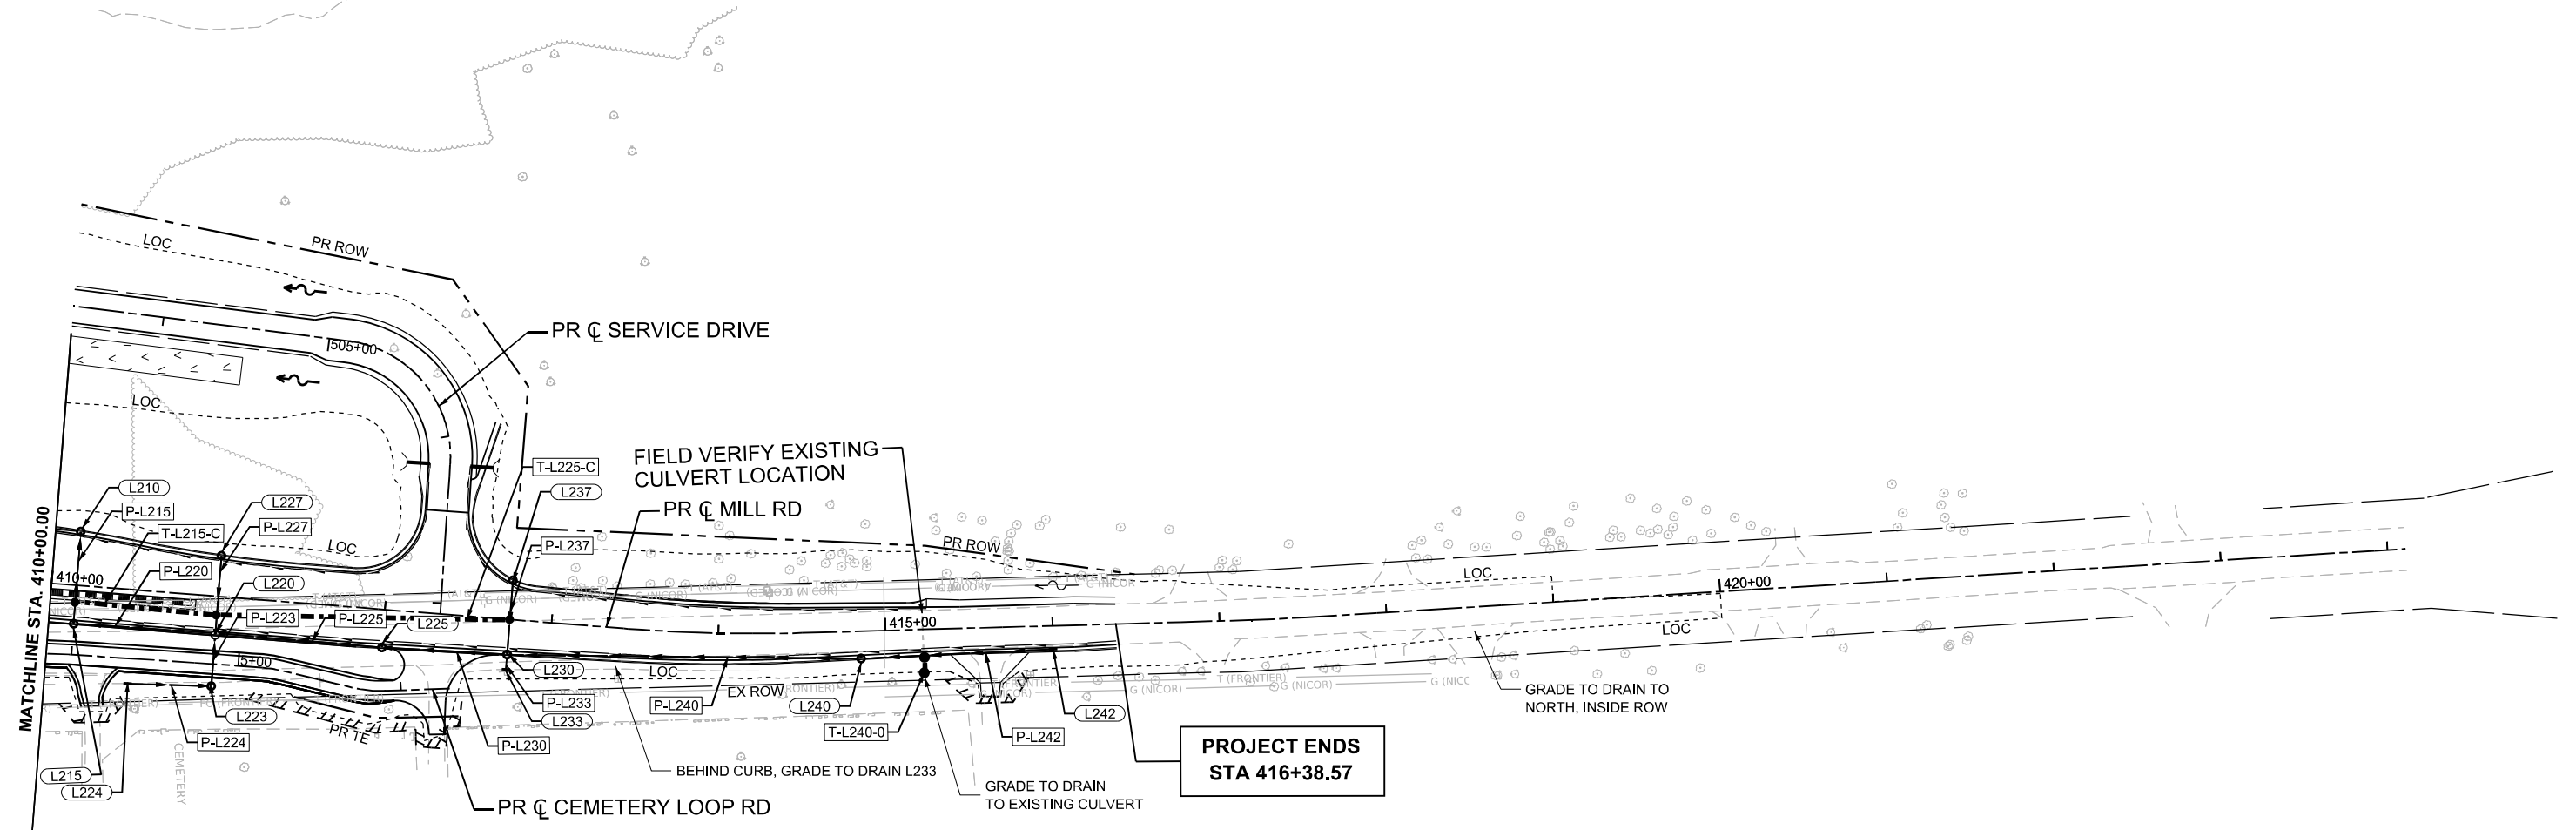 LOC
PR ROW
PR ℄ SERVICE DRIVE
505+00
LOC
FIELD VERIFY EXISTING
CULVERT LOCATION
T-L225-C
L237
L210
P-L215
L227
P-L227
T-L215-C
PR ℄ MILL RD
P-L237
PR ROW
LOC
LOC
P-L220
L220
410+00
420+00
P-L223
P-L225
L225
415+00
LOC
5+00
L230
LOC
EX ROW
P-L233
P-L240
L240
L233
L223
P-L224
PR TE
P-L230
T-L240-0
P-L242
L242
G (NICOR)
T (FRONTIER)
G (NICOR)
GRADE TO DRAIN TO
NORTH, INSIDE ROW
MATCHLINE STA. 410+00.00
CEMETERY
L215
L224
BEHIND CURB, GRADE TO DRAIN L233
GRADE TO DRAIN
TO EXISTING CULVERT
PR ℄ CEMETERY LOOP RD
PROJECT ENDS
STA 416+38.57